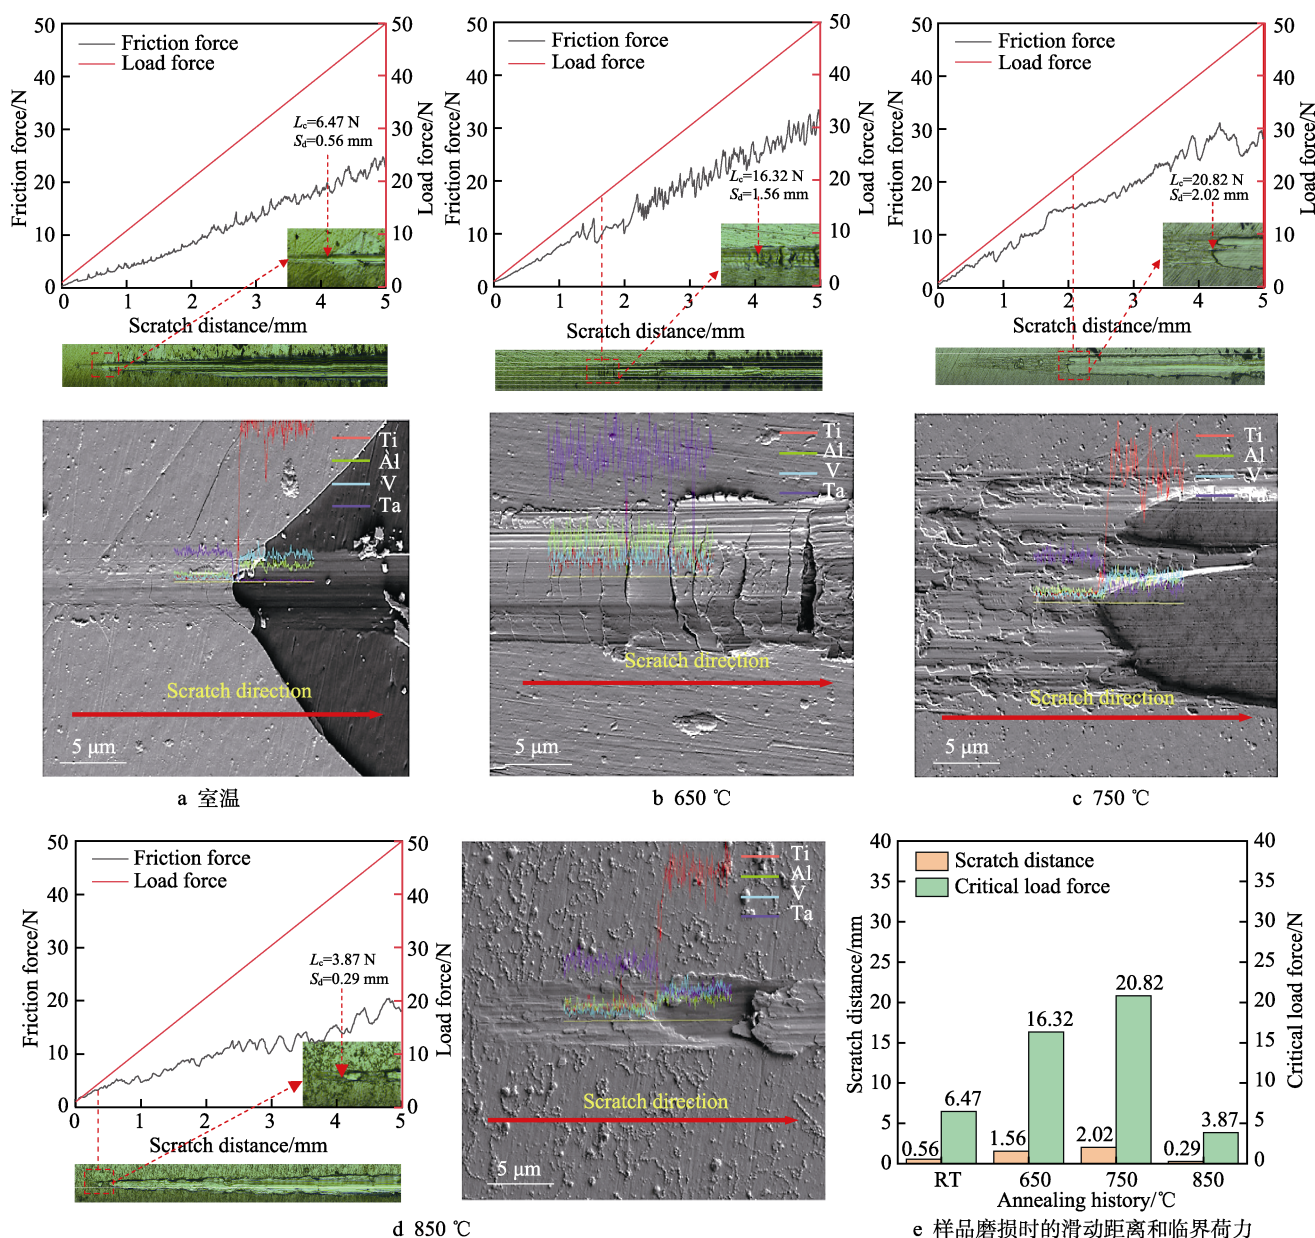 Friction force
Load force
Lc=6.47 N
Sd=0.56 mm
Friction force/N
Load force/N
50
40
30
20
10
0
50
40
30
20
10
0
0 1 2 3 4 5
Scratch distance/mm
Friction force
Load force
Lc=16.32 N
Sd=1.56 mm
Friction force/N
Load force/N
50
40
30
20
10
0
50
40
30
20
10
0
0 1 2 3 4 5
Scratch distance/mm
Friction force
Load force
Lc=20.82 N
Sd=2.02 mm
Friction force/N
Load force/N
50
40
30
20
10
0
50
40
30
20
10
0
0 1 2 3 4 5
Scratch distance/mm
Ti
Al
V
Ta
Scratch direction
5 μm
a 室温
Ti
Al
V
Ta
Scratch direction
5 μm
b 650 ℃
Ti
Al
V
Scratch direction
5 μm
c 750 ℃
Friction force
Load force
Lc=3.87 N
Sd=0.29 mm
Friction force/N
Load force/N
50
40
30
20
10
0
50
40
30
20
10
0
0 1 2 3 4 5
Scratch distance/mm
Ti
Al
V
Ta
Scratch direction
5 μm
d 850 ℃
Scratch distance
Critical load force
Scratch distance/mm
Critical load force/N
40
35
30
25
20
15
10
5
0
40
35
30
25
20
15
10
5
0
0.56 6.47
1.56 16.32
2.02 20.82
0.29 3.87
RT 650 750 850
Annealing history/℃
e 样品磨损时的滑动距离和临界荷力